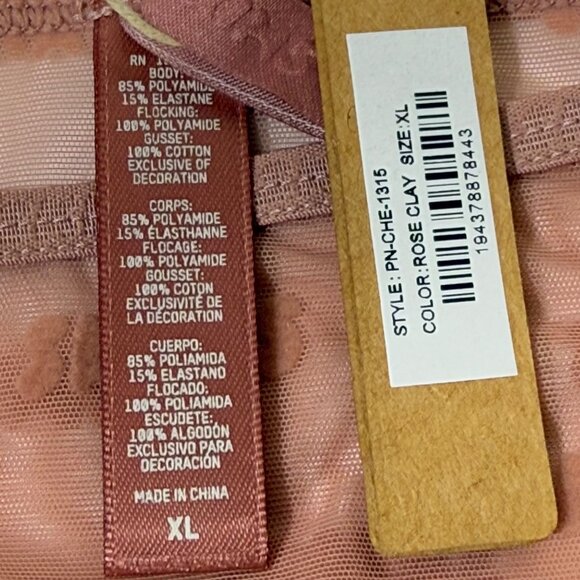 RN
BODY:
85% POLYAMIDE
15% ELASTANE
FLOCKING:
100% POLYAMIDE
GUSSET:
100% COTTON
EXCLUSIVE OF
DECORATION
CORPS:
85% POLYAMIDE
15% ÉLASTHANNE
FLOCAGE:
100% POLYAMIDE
GOUSSET:
100% COTON
EXCLUSIVITÉ DE
LA DÉCORATION
CUERPO:
85% POLIAMIDA
15% ELASTANO
FLOCADO:
100% POLIAMIDA
ESCUDETE:
100% ALGODÓN
EXCLUSIVO PARA
DECORACIÓN
MADE IN CHINA
XL
STYLE: PN-CHE-1315
COLOR: ROSE CLAY SIZE: XL
194378878443